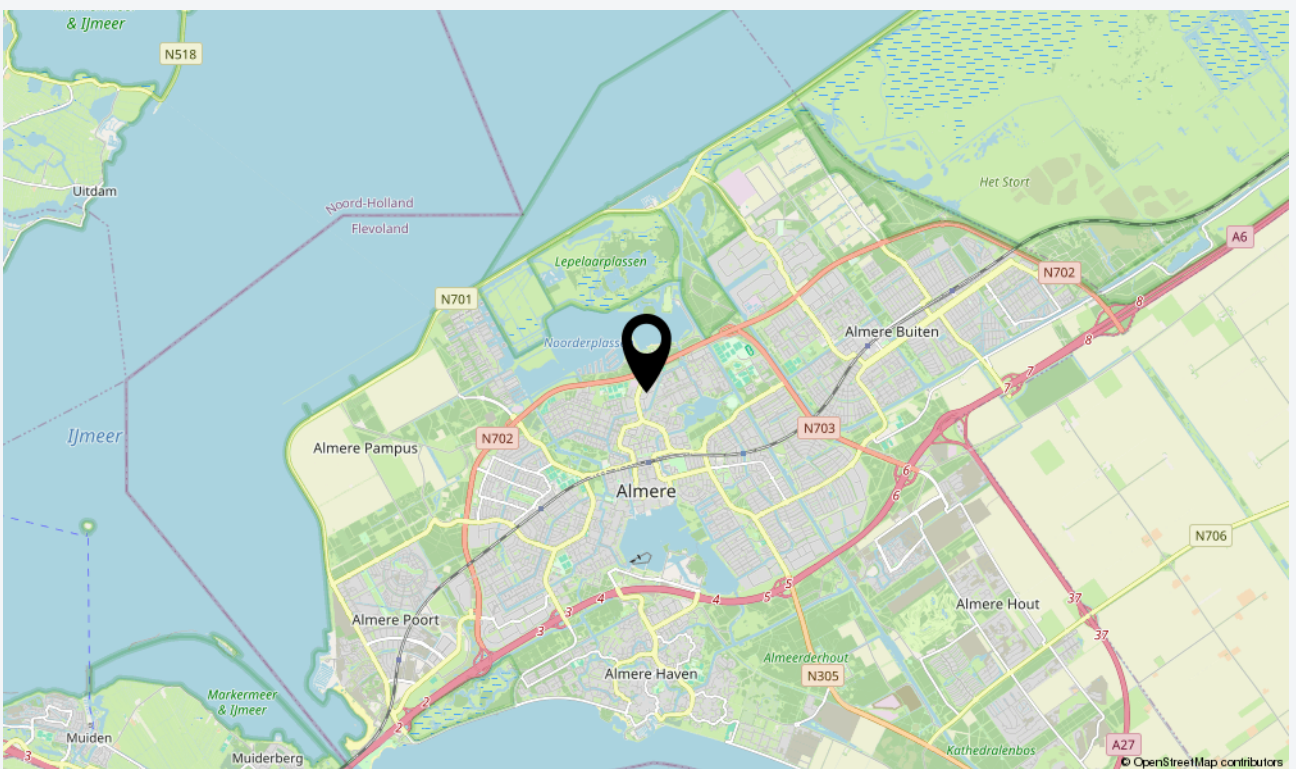 & IJmeer
N518
Uitdam
Noord-Holland
Flevoland
Het Stort
A6
Lepelaarplassen
N702
N701
8
8
Almere Buiten
Noorderplass
7
7
IJmeer
Almere Pampus
N702
N703
6
6
Almere
N706
5
5
4
4
3
3
Almere Hout
37
37
Almere Poort
Almeerderhout
N305
Almere Haven
Markermeer
& IJmeer
2
2
Muiden
3
Muiderberg
Kathedralenbos
A27
© OpenStreetMap contributors